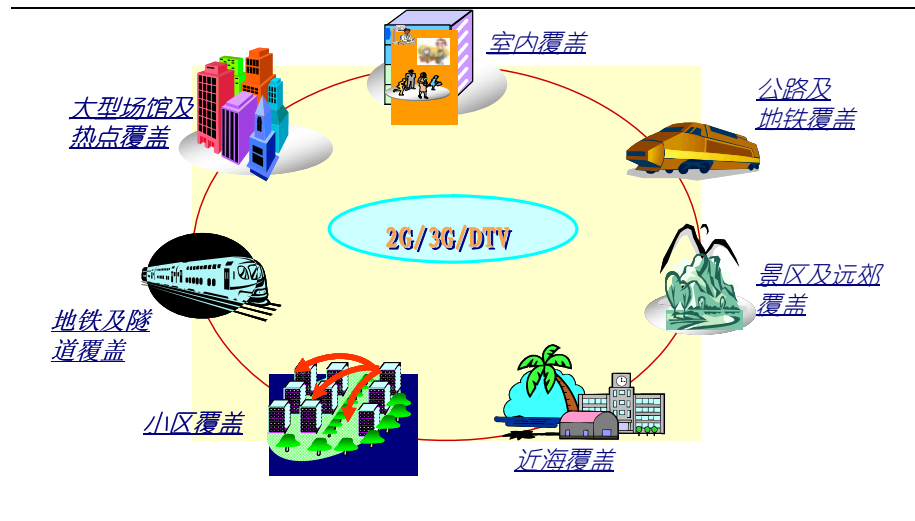 室内覆盖
公路及
地铁覆盖
大型场馆及
热点覆盖
2G/3G/DTV
景区及远郊
覆盖
地铁及隧
道覆盖
小区覆盖
近海覆盖